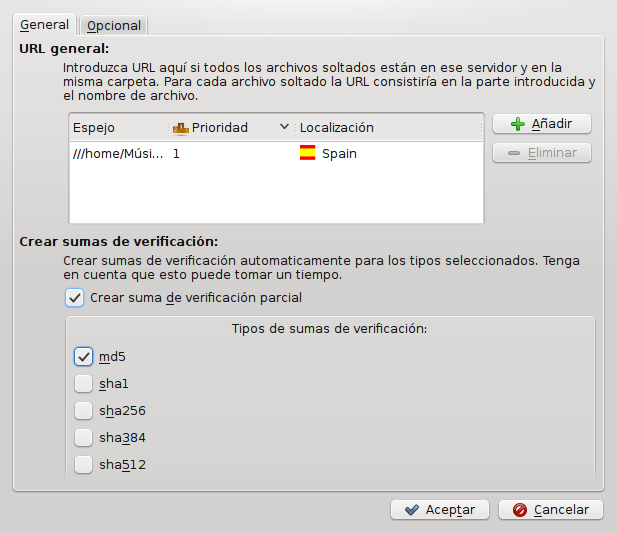 General Opcional
URL general:
Introduzca URL aquí si todos los archivos soltados están en ese servidor y en la
misma carpeta. Para cada archivo soltado la URL consistiría en la parte introducida y
el nombre de archivo.
Espejo Prioridad Localización
///home/Músi... 1 Spain
Añadir
Eliminar
Crear sumas de verificación:
Crear sumas de verificación automaticamente para los tipos seleccionados. Tenga
en cuenta que esto puede tomar un tiempo.
Crear suma de verificación parcial
Tipos de sumas de verificación:
md5
sha1
sha256
sha384
sha512
Aceptar Cancelar